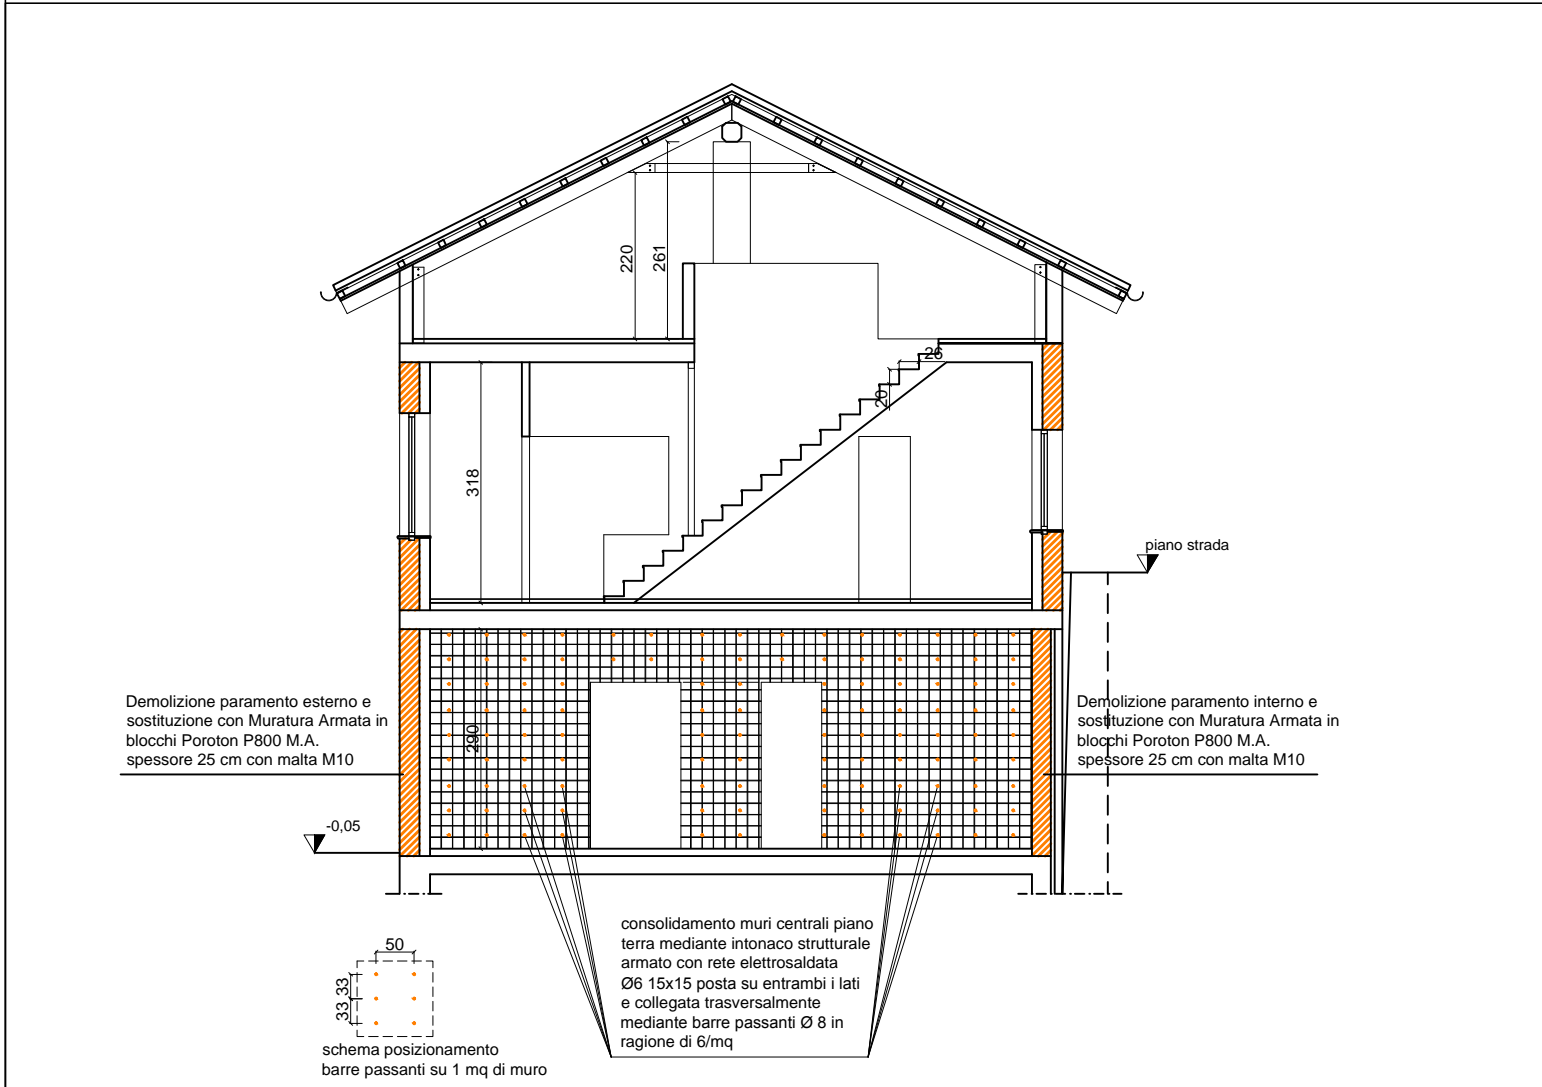 220
261
26
20
318
piano strada
290
Demolizione paramento esterno e
sostituzione con Muratura Armata in
blocchi Poroton P800 M.A.
spessore 25 cm con malta M10
Demolizione paramento interno e
sostituzione con Muratura Armata in
blocchi Poroton P800 M.A.
spessore 25 cm con malta M10
-0,05
consolidamento muri centrali piano
terra mediante intonaco strutturale
armato con rete elettrosaldata
Ø6 15x15 posta su entrambi i lati
e collegata trasversalmente
mediante barre passanti Ø 8 in
ragione di 6/mq
50
33
33
schema posizionamento
barre passanti su 1 mq di muro